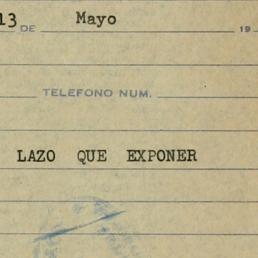 13 DE Mayo 19
TELEFONO NUM.
LAZO QUE EXPONER